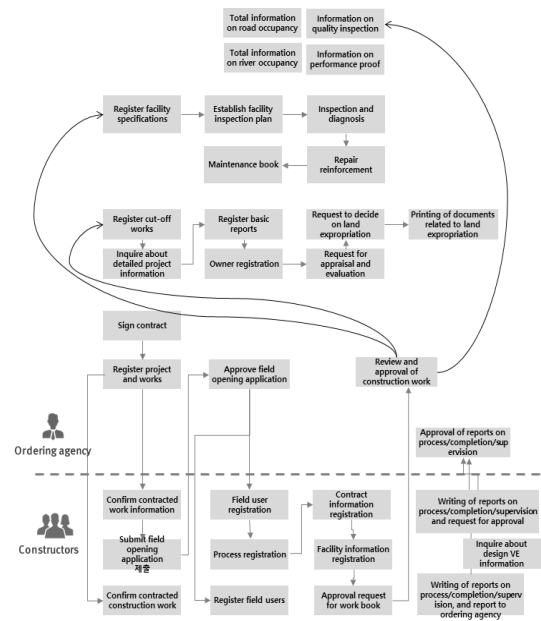 Total information
on road occupancy
Information on
quality inspection
Total information
on river occupancy
Information on
performance proof
Register facility
specifications
Establish facility
inspection plan
Inspection and
diagnosis
Maintenance book
Repair
reinforcement
Register cut-off
works
Register basic
reports
Request to decide
on land
expropriation
Printing of documents
related to land
expropriation
Inquire about
detailed project
information
Owner registration
Request for
appraisal and
evaluation
Sign contract
Register project
and works
Approve field
opening application
Review and
approval of
construction work
Ordering agency
Approval of reports on
process/completion/sup
ervision
Confirm contracted
work information
Field user
registration
Contract
information
registration
Writing of reports on
process/completion/supervision
and request for approval
Constructors
Submit field
opening
application
제출
Process registration
Facility information
registration
Inquire about
design VE
information
Confirm contracted
construction work
Register field users
Approval request
for work book
Writing of reports on
process/completion/superv
ision, and report to
ordering agency